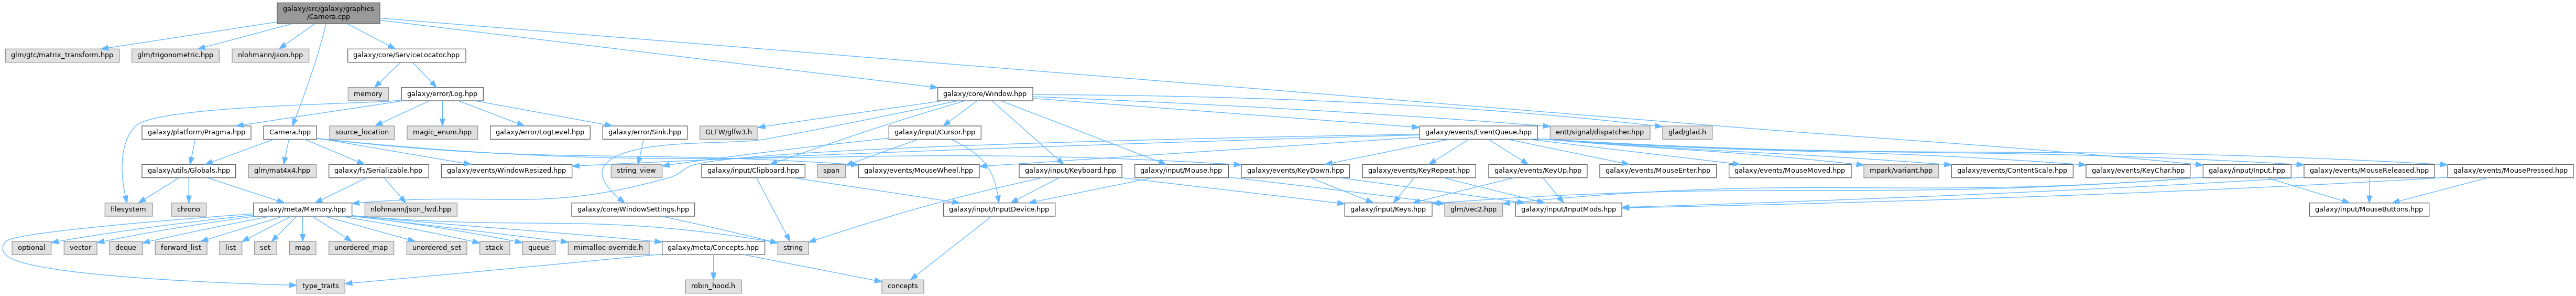 galaxy/src/galaxy/graphics
/Camera.cpp
glm/gtc/matrix_transform.hpp
glm/trigonometric.hpp
nlohmann/json.hpp
galaxy/core/ServiceLocator.hpp
memory
galaxy/error/Log.hpp
galaxy/core/Window.hpp
galaxy/platform/Pragma.hpp
Camera.hpp
source_location
magic_enum.hpp
galaxy/error/LogLevel.hpp
galaxy/error/Sink.hpp
GLFW/glfw3.h
galaxy/input/Cursor.hpp
galaxy/events/EventQueue.hpp
entt/signal/dispatcher.hpp
glad/glad.h
galaxy/utils/Globals.hpp
glm/mat4x4.hpp
galaxy/fs/Serializable.hpp
galaxy/events/WindowResized.hpp
string_view
galaxy/input/Clipboard.hpp
span
galaxy/events/MouseWheel.hpp
galaxy/input/Keyboard.hpp
galaxy/input/Mouse.hpp
galaxy/events/KeyDown.hpp
galaxy/events/KeyRepeat.hpp
galaxy/events/KeyUp.hpp
galaxy/events/MouseEnter.hpp
galaxy/events/MouseMoved.hpp
mpark/variant.hpp
galaxy/events/ContentScale.hpp
galaxy/events/KeyChar.hpp
galaxy/input/Input.hpp
galaxy/events/MouseReleased.hpp
galaxy/events/MousePressed.hpp
filesystem
chrono
galaxy/meta/Memory.hpp
nlohmann/json_fwd.hpp
galaxy/core/WindowSettings.hpp
galaxy/input/InputDevice.hpp
galaxy/input/Keys.hpp
glm/vec2.hpp
galaxy/input/InputMods.hpp
galaxy/input/MouseButtons.hpp
optional
vector
deque
forward_list
list
set
map
unordered_map
unordered_set
stack
queue
mimalloc-override.h
galaxy/meta/Concepts.hpp
string
type_traits
robin_hood.h
concepts